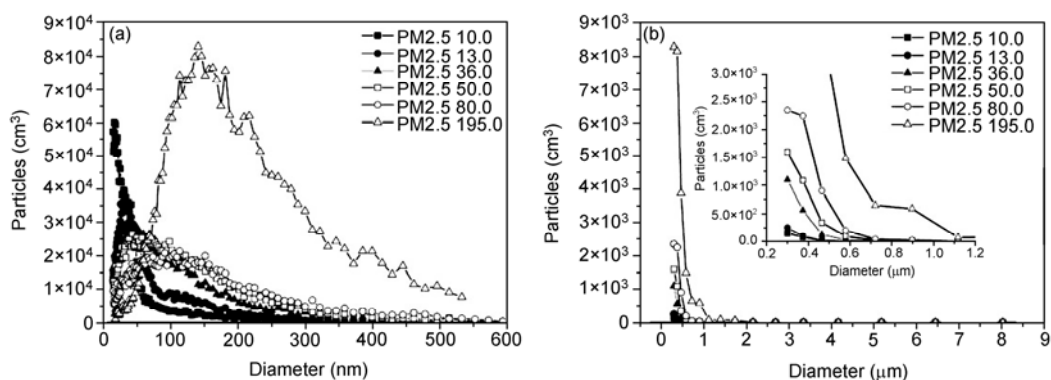 (a)
9×10⁴
8×10⁴
7×10⁴
6×10⁴
5×10⁴
4×10⁴
3×10⁴
2×10⁴
1×10⁴
0
Particles (cm³)
PM2.5 10.0
PM2.5 13.0
PM2.5 36.0
PM2.5 50.0
PM2.5 80.0
PM2.5 195.0
0 100 200 300 400 500 600
Diameter (nm)
(b)
9×10³
8×10³
7×10³
6×10³
5×10³
4×10³
3×10³
2×10³
1×10³
0
Particles (cm³)
PM2.5 10.0
PM2.5 13.0
PM2.5 36.0
PM2.5 50.0
PM2.5 80.0
PM2.5 195.0
3.0×10³
2.5×10³
2.0×10³
1.5×10³
1.0×10³
5.0×10²
0.0
Particles (cm³)
0.2 0.4 0.6 0.8 1.0 1.2
Diameter (μm)
0 1 2 3 4 5 6 7 8 9
Diameter (μm)